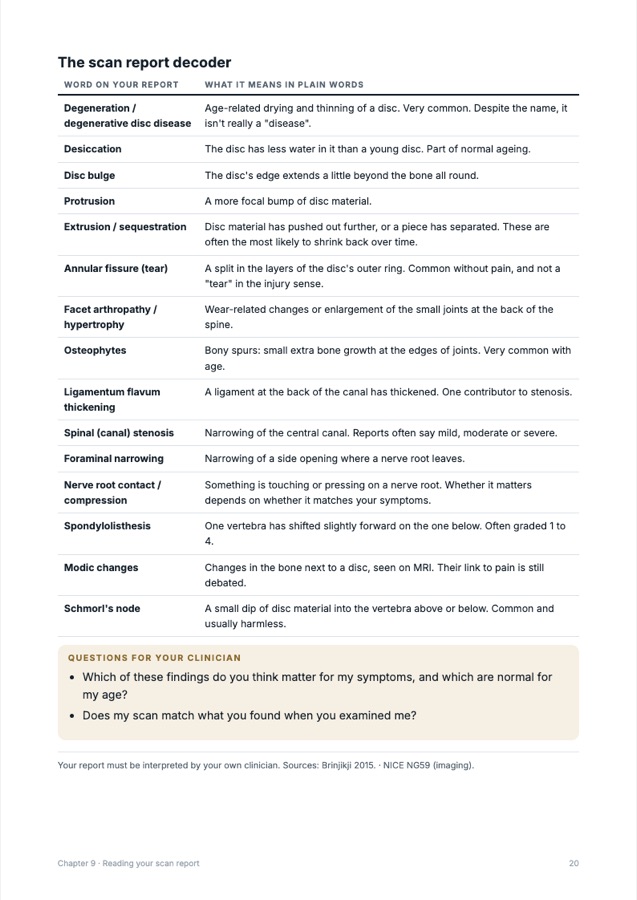 The scan report decoder
WORD ON YOUR REPORT WHAT IT MEANS IN PLAIN WORDS
Degeneration / degenerative disc disease
Age-related drying and thinning of a disc. Very common. Despite the name, it
isn't really a "disease".
Desiccation
The disc has less water in it than a young disc. Part of normal ageing.
Disc bulge
The disc's edge extends a little beyond the bone all round.
Protrusion
A more focal bump of disc material.
Extrusion / sequestration
Disc material has pushed out further, or a piece has separated. These are
often the most likely to shrink back over time.
Annular fissure (tear)
A split in the layers of the disc's outer ring. Common without pain, and not a
"tear" in the injury sense.
Facet arthropathy /
hypertrophy
Wear-related changes or enlargement of the small joints at the back of the
spine.
Osteophytes
Bony spurs: small extra bone growth at the edges of joints. Very common with
age.
Ligamentum flavum
thickening
A ligament at the back of the canal has thickened. One contributor to stenosis.
Spinal (canal) stenosis
Narrowing of the central canal. Reports often say mild, moderate or severe.
Foraminal narrowing
Narrowing of a side opening where a nerve root leaves.
Nerve root contact /
compression
Something is touching or pressing on a nerve root. Whether it matters
depends on whether it matches your symptoms.
Spondylolisthesis
One vertebra has shifted slightly forward on the one below. Often graded 1 to
4.
Modic changes
Changes in the bone next to a disc, seen on MRI. Their link to pain is still
debated.
Schmorl's node
A small dip of disc material into the vertebra above or below. Common and
usually harmless.
QUESTIONS FOR YOUR CLINICIAN
• Which of these findings do you think matter for my symptoms, and which are normal for
my age?
• Does my scan match what you found when you examined me?
Your report must be interpreted by your own clinician. Sources: Brinjikji 2015. · NICE NG59 (imaging).
Chapter 9 · Reading your scan report 20